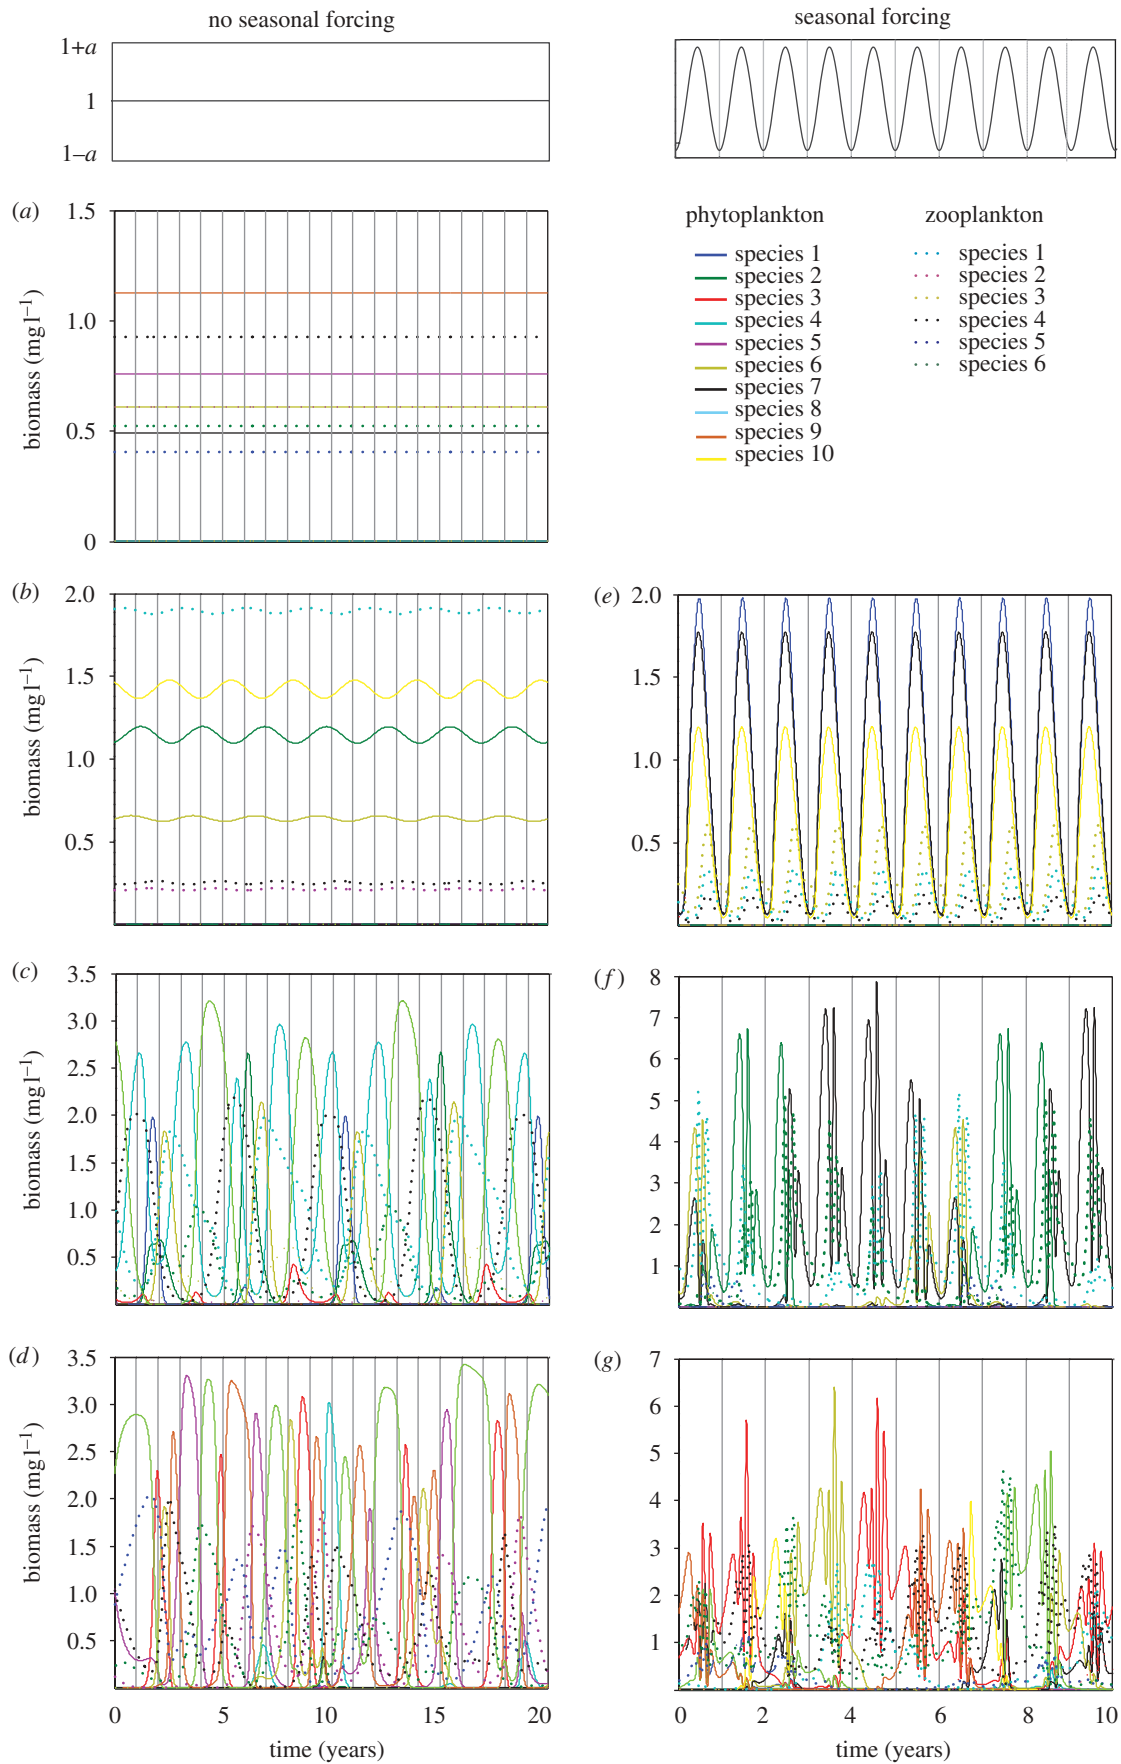 no seasonal forcing
seasonal forcing
1+a
1
1–a
(a)
1.5
1.0
0.5
0
biomass (mg l⁻¹)
phytoplankton
species 1
species 2
species 3
species 4
species 5
species 6
species 7
species 8
species 9
species 10
zooplankton
species 1
species 2
species 3
species 4
species 5
species 6
(b)
2.0
1.5
1.0
0.5
biomass (mg l⁻¹)
(e)
2.0
1.5
1.0
0.5
(c)
3.5
3.0
2.5
2.0
1.5
1.0
0.5
biomass (mg l⁻¹)
(f)
8
7
6
5
4
3
2
1
(d)
3.5
3.0
2.5
2.0
1.5
1.0
0.5
biomass (mg l⁻¹)
0 5 10 15 20
time (years)
(g)
7
6
5
4
3
2
1
0 2 4 6 8 10
time (years)